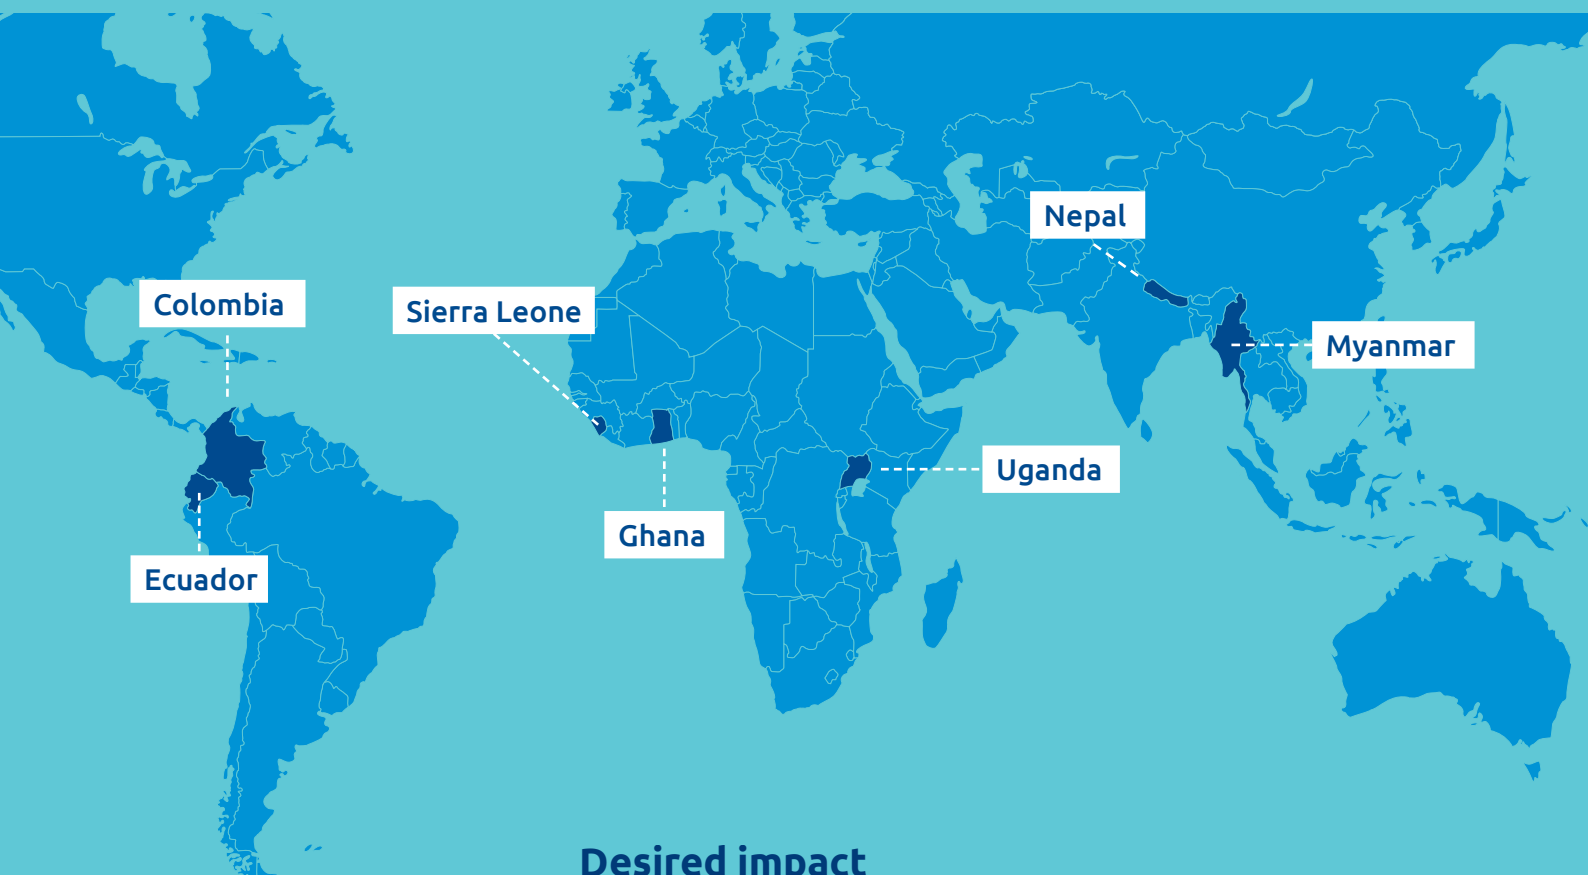 Nepal
Colombia
Sierra Leone
Myanmar
Uganda
Ghana
Ecuador
Desired impact